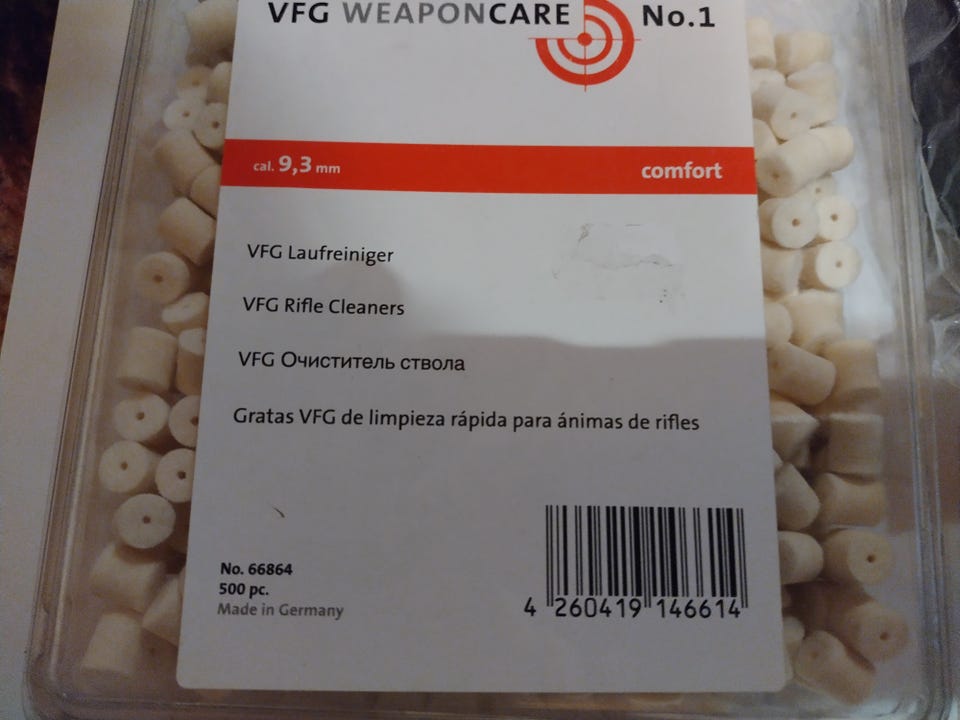 VFG WEAPONCARE No.1
cal. 9,3 mm comfort
VFG Laufreiniger
VFG Rifle Cleaners
VFG Очиститель ствола
Gratas VFG de limpieza rápida para ánimas de rifles
No. 66864
500 pc.
Made in Germany
4 260419 146614